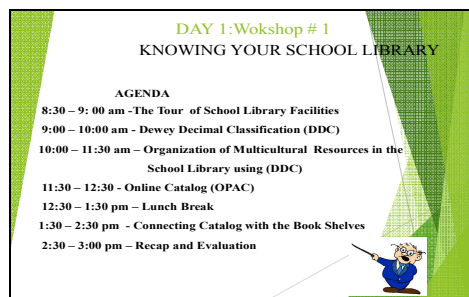 DAY 1:Wokshop # 1
KNOWING YOUR SCHOOL LIBRARY
AGENDA
8:30 – 9: 00 am -The Tour of School Library Facilities
9:00 – 10:00 am - Dewey Decimal Classification (DDC)
10:00 – 11:30 am – Organization of Multicultural Resources in the
School Library using (DDC)
11:30 – 12:30 - Online Catalog (OPAC)
12:30 – 1:30 pm – Lunch Break
1:30 – 2:30 pm - Connecting Catalog with the Book Shelves
2:30 – 3:00 pm – Recap and Evaluation